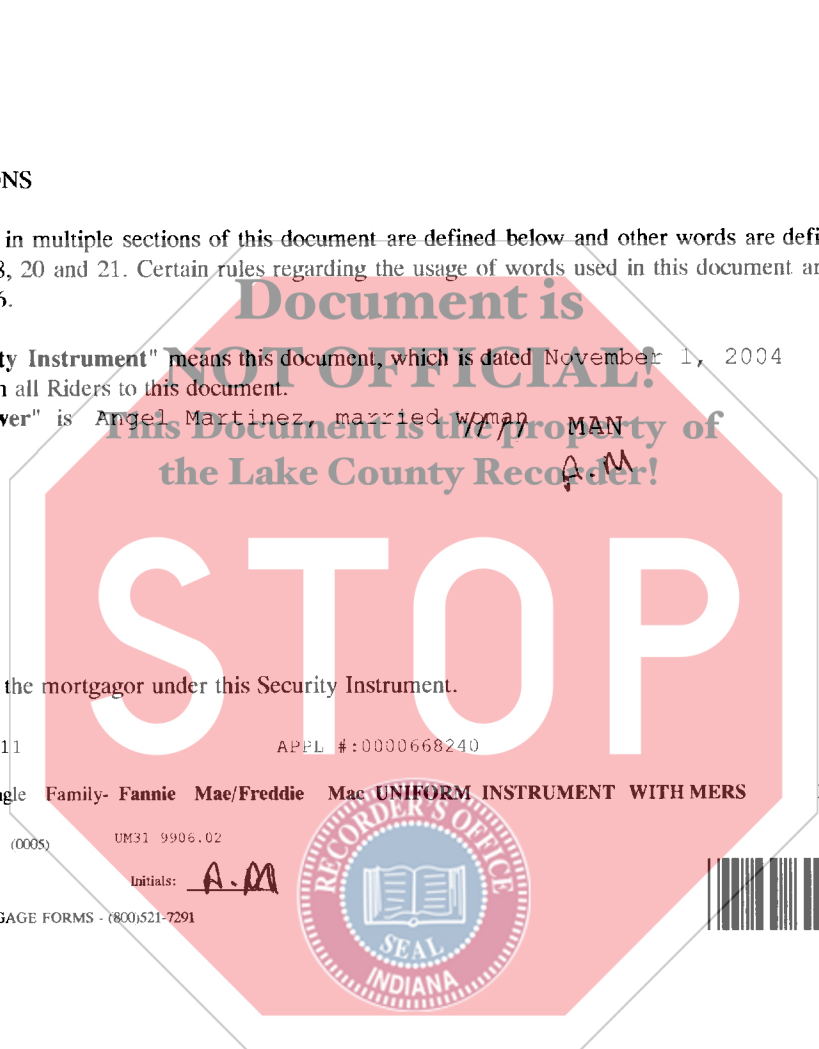 ONS
in multiple sections of this document are defined below and other words are defi
3, 20 and 21. Certain rules regarding the usage of words used in this document ar
6.
Document is
ty Instrument" means this document, which is dated November 1, 2004
NOT OFFICIAL!
n all Riders to this document.
wer" is Angel Martinez, married woman MAN
This Document is the property of
A.M
the Lake County Recorder!
STOP
the mortgagor under this Security Instrument.
11 APPL #:0000668240
ngle Family- Fannie Mae/Freddie Mac UNIFORM INSTRUMENT WITH MERS
(0005) UM31 9906.02
Initials: A.M
GAGE FORMS - (800)521-7291
RECORDER'S OFFICE
SEAL
INDIANA